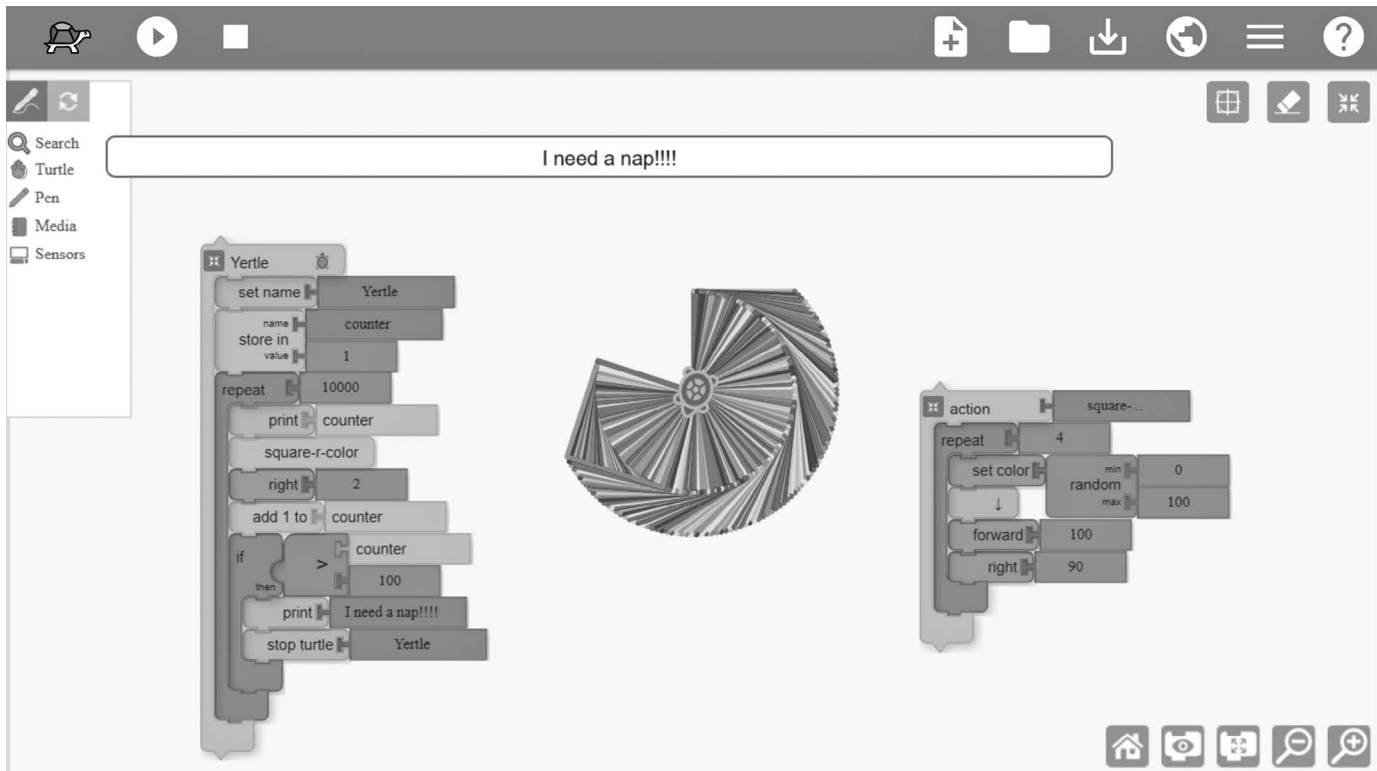 Search
Turtle
Pen
Media
Sensors
I need a nap!!!!
Yertle
set name Yertle
name counter
store in
value 1
repeat 10000
print counter
square-r-color
right 2
add 1 to counter
if > counter
then 100
print I need a nap!!!!
stop turtle Yertle
action square-...
repeat 4
set color random min 0
max 100
↓
forward 100
right 90